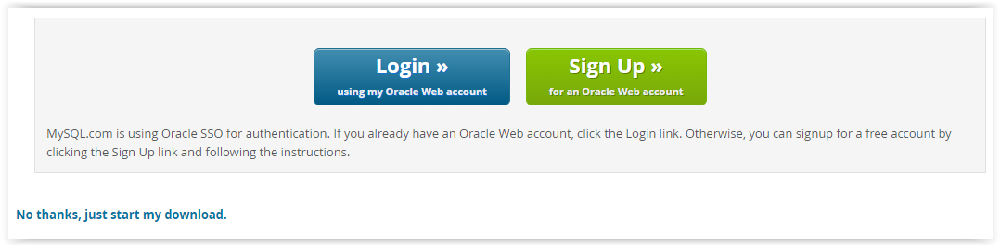 Login »
using my Oracle Web account
Sign Up »
for an Oracle Web account
MySQL.com is using Oracle SSO for authentication. If you already have an Oracle Web account, click the Login link. Otherwise, you can signup for a free account by
clicking the Sign Up link and following the instructions.
No thanks, just start my download.